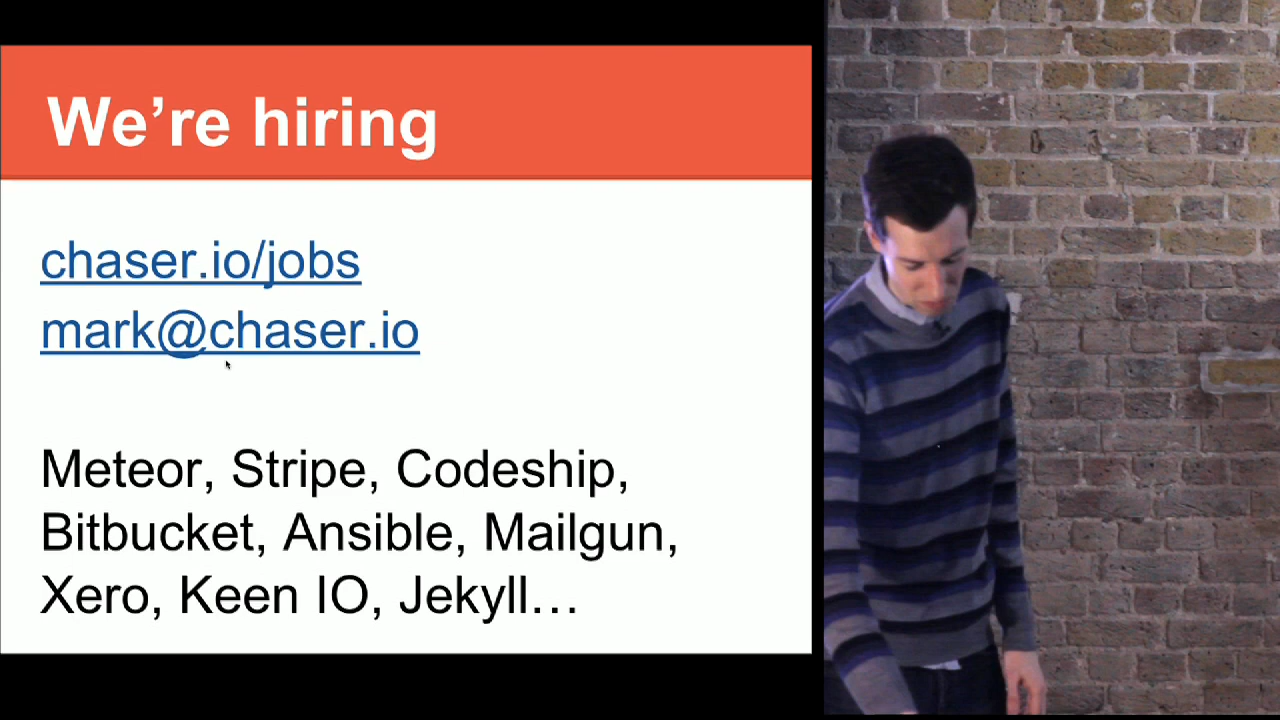 We’re hiring
chaser.io/jobs
mark@chaser.io
Meteor, Stripe, Codeship,
Bitbucket, Ansible, Mailgun,
Xero, Keen IO, Jekyll…